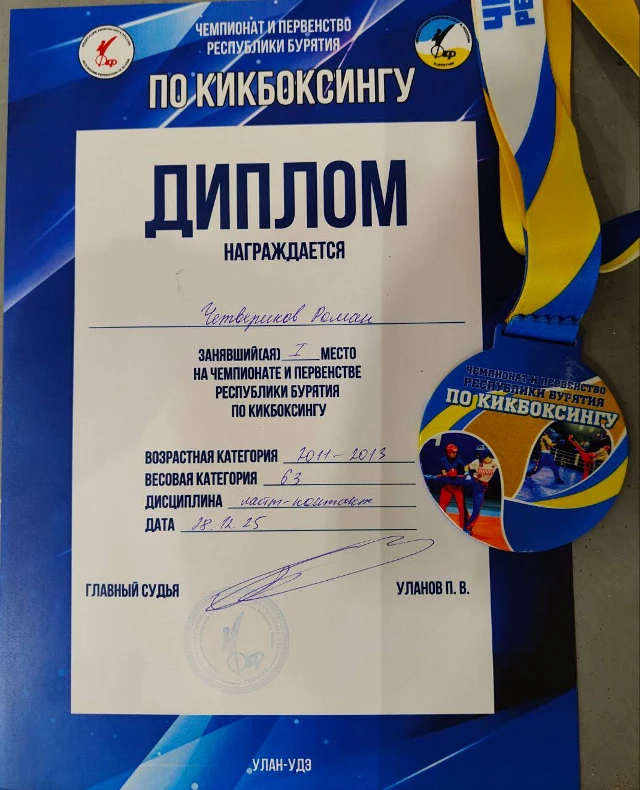 ЧЕМПИОНАТ И ПЕРВЕНСТВО
РЕСПУБЛИКИ БУРЯТИЯ
ПО КИКБОКСИНГУ
ДИПЛОМ
НАГРАЖДАЕТСЯ
Четвериков Роман
ЗАНЯВШИЙ(АЯ) I МЕСТО
НА ЧЕМПИОНАТЕ И ПЕРВЕНСТВЕ
РЕСПУБЛИКИ БУРЯТИЯ
ПО КИКБОКСИНГУ
ВОЗРАСТНАЯ КАТЕГОРИЯ 2011-2013
ВЕСОВАЯ КАТЕГОРИЯ 63
ДИСЦИПЛИНА лайт-контакт
ДАТА 18.12.25
ГЛАВНЫЙ СУДЬЯ УЛАНОВ П. В.
УЛАН-УДЭ
ЧЕМПИОНАТ И ПЕРВЕНСТВО
РЕСПУБЛИКИ БУРЯТИЯ
ПО КИКБОКСИНГУ